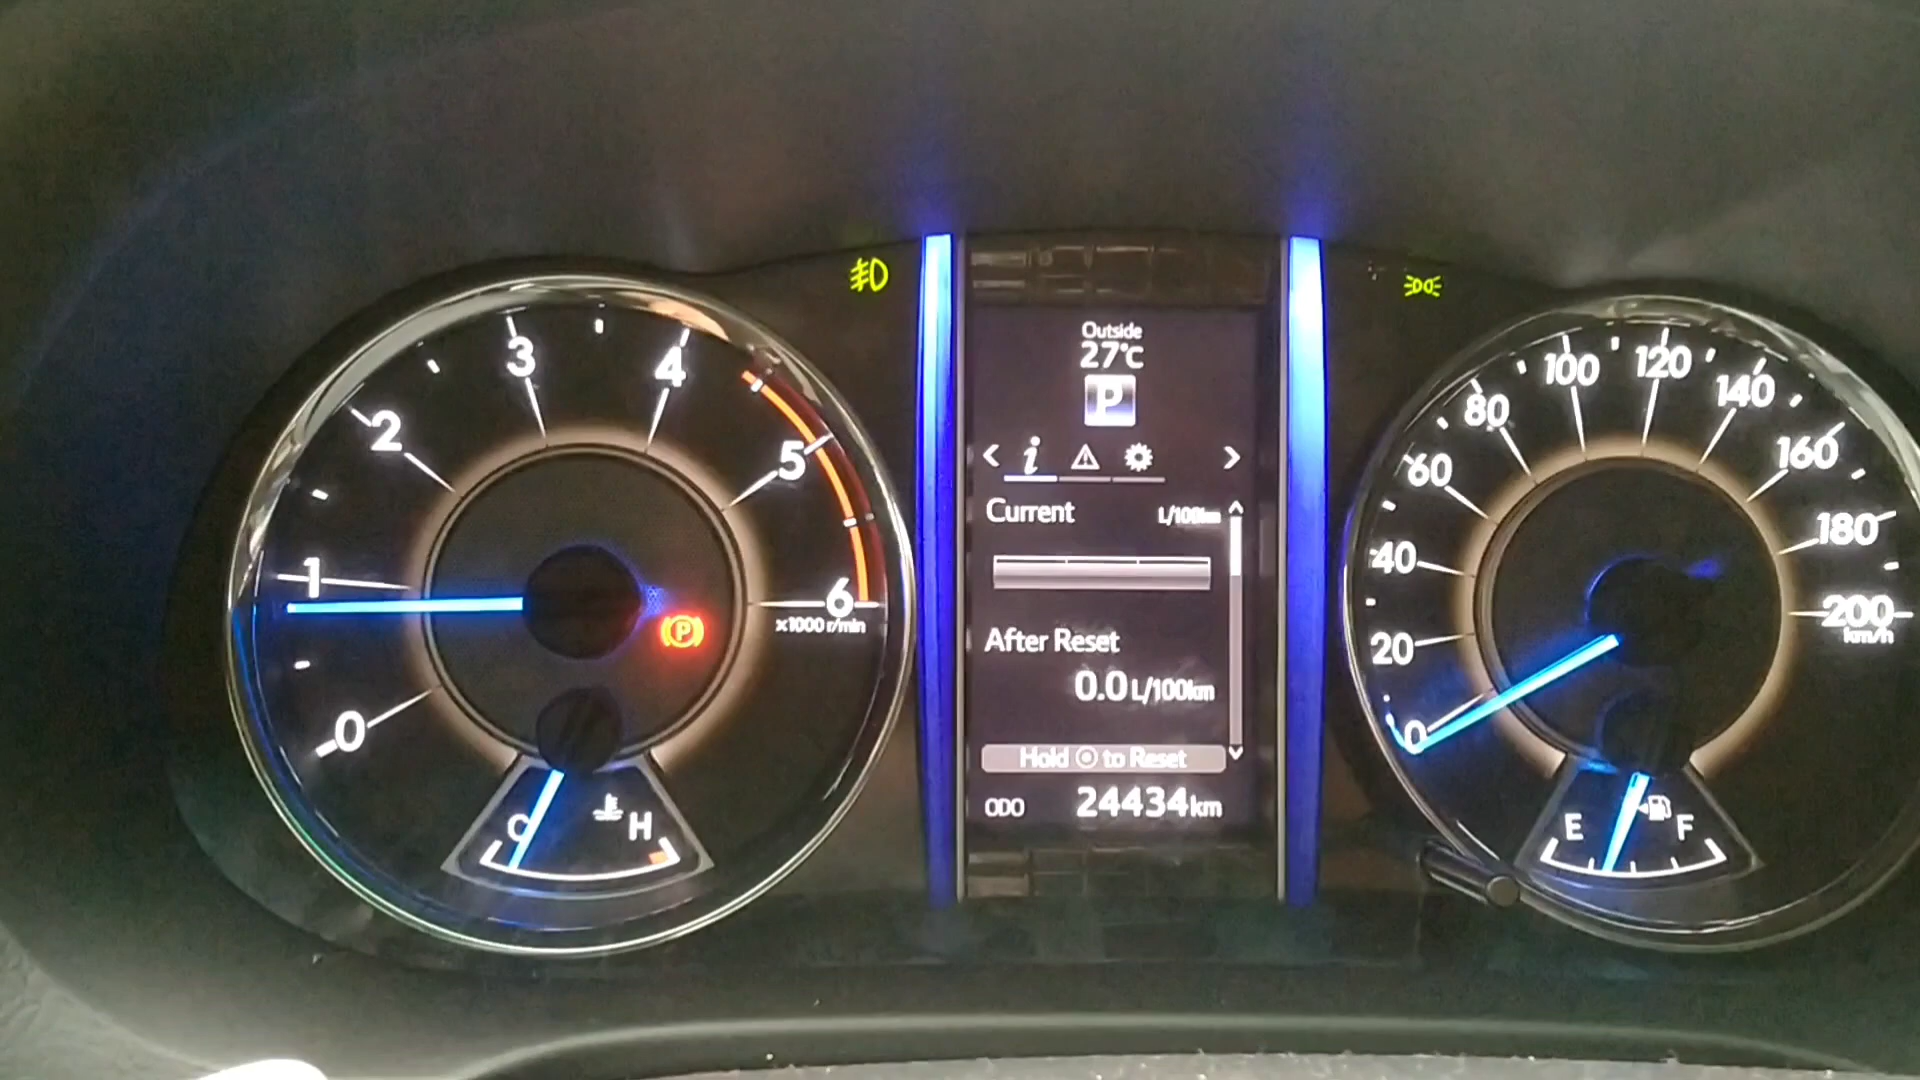 0
1
2
3
4
5
6
x1000 r/min
C
H
P
Outside
27°C
P
< i >
Current L/100km
After Reset
0.0 L/100km
Hold to Reset
ODO 24434 km
0
20
40
60
80
100
120
140
160
180
200
km/h
E
F